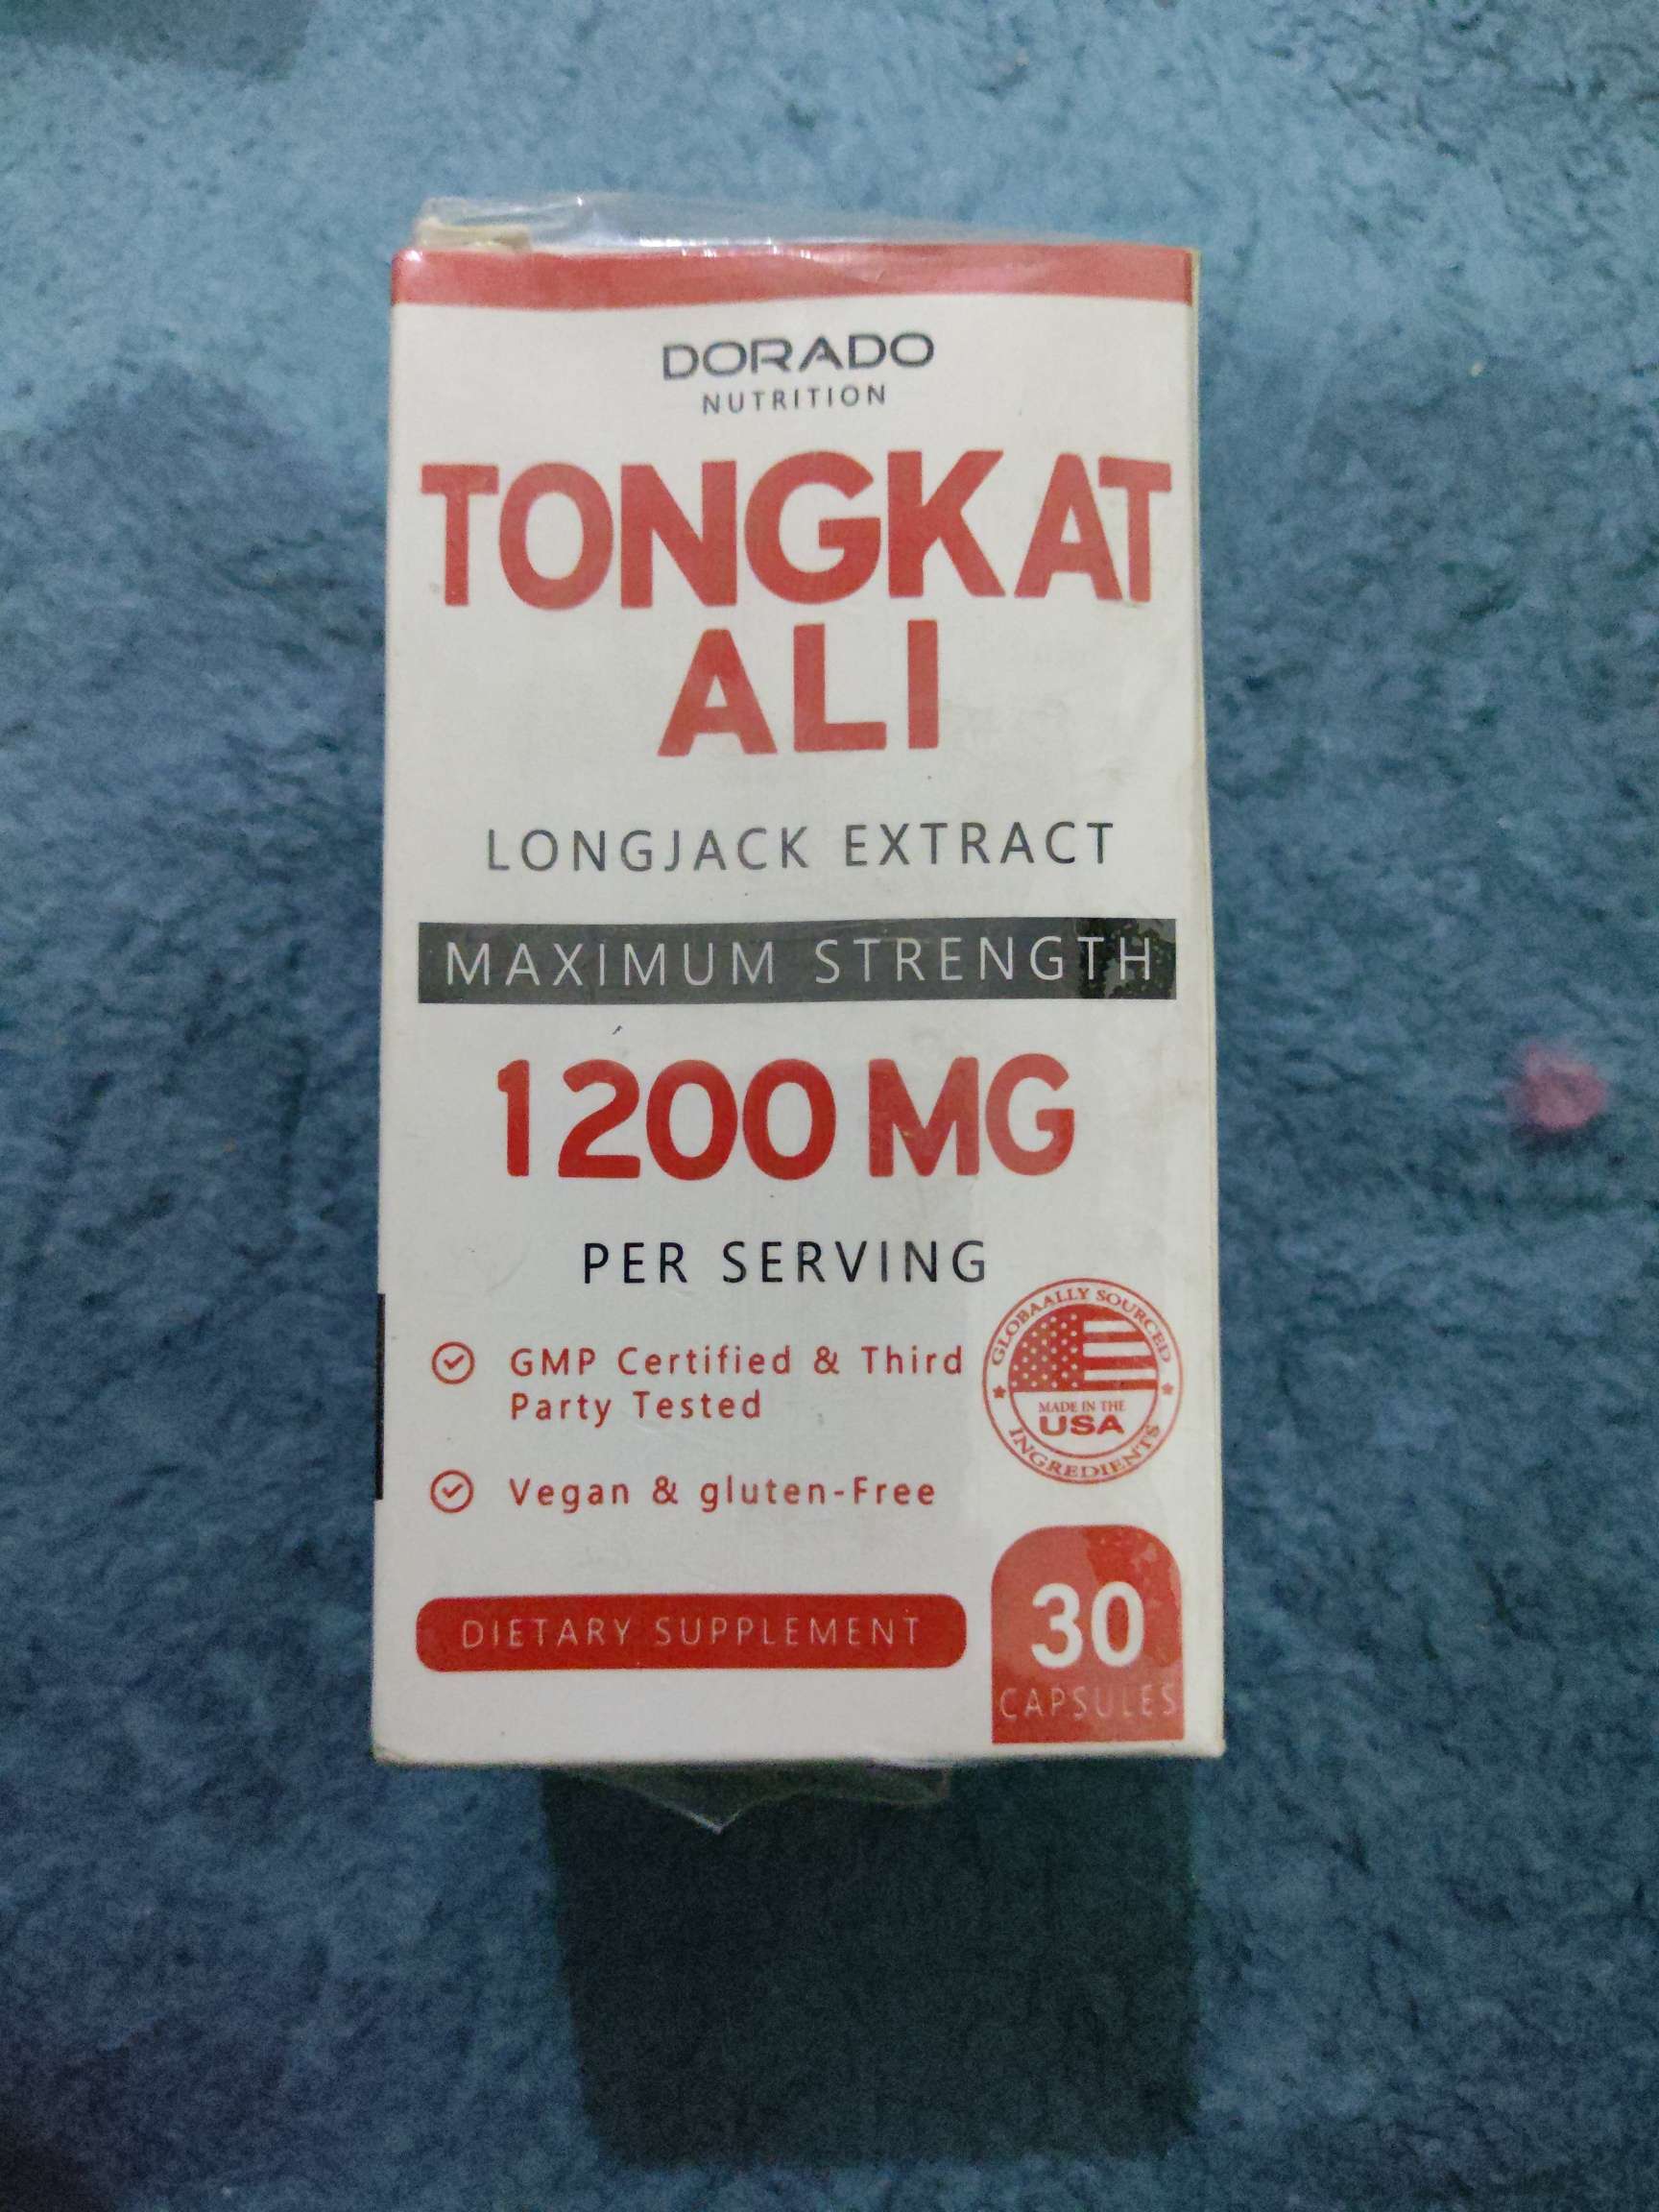 DORADO
NUTRITION
TONGKAT
ALI
LONGJACK EXTRACT
MAXIMUM STRENGTH
1200 MG
PER SERVING
GMP Certified & Third
Party Tested
Vegan & gluten-Free
GLOBAALLY SOURCED
MADE IN THE
USA
INGREDIENTS
DIETARY SUPPLEMENT
30
CAPSULES